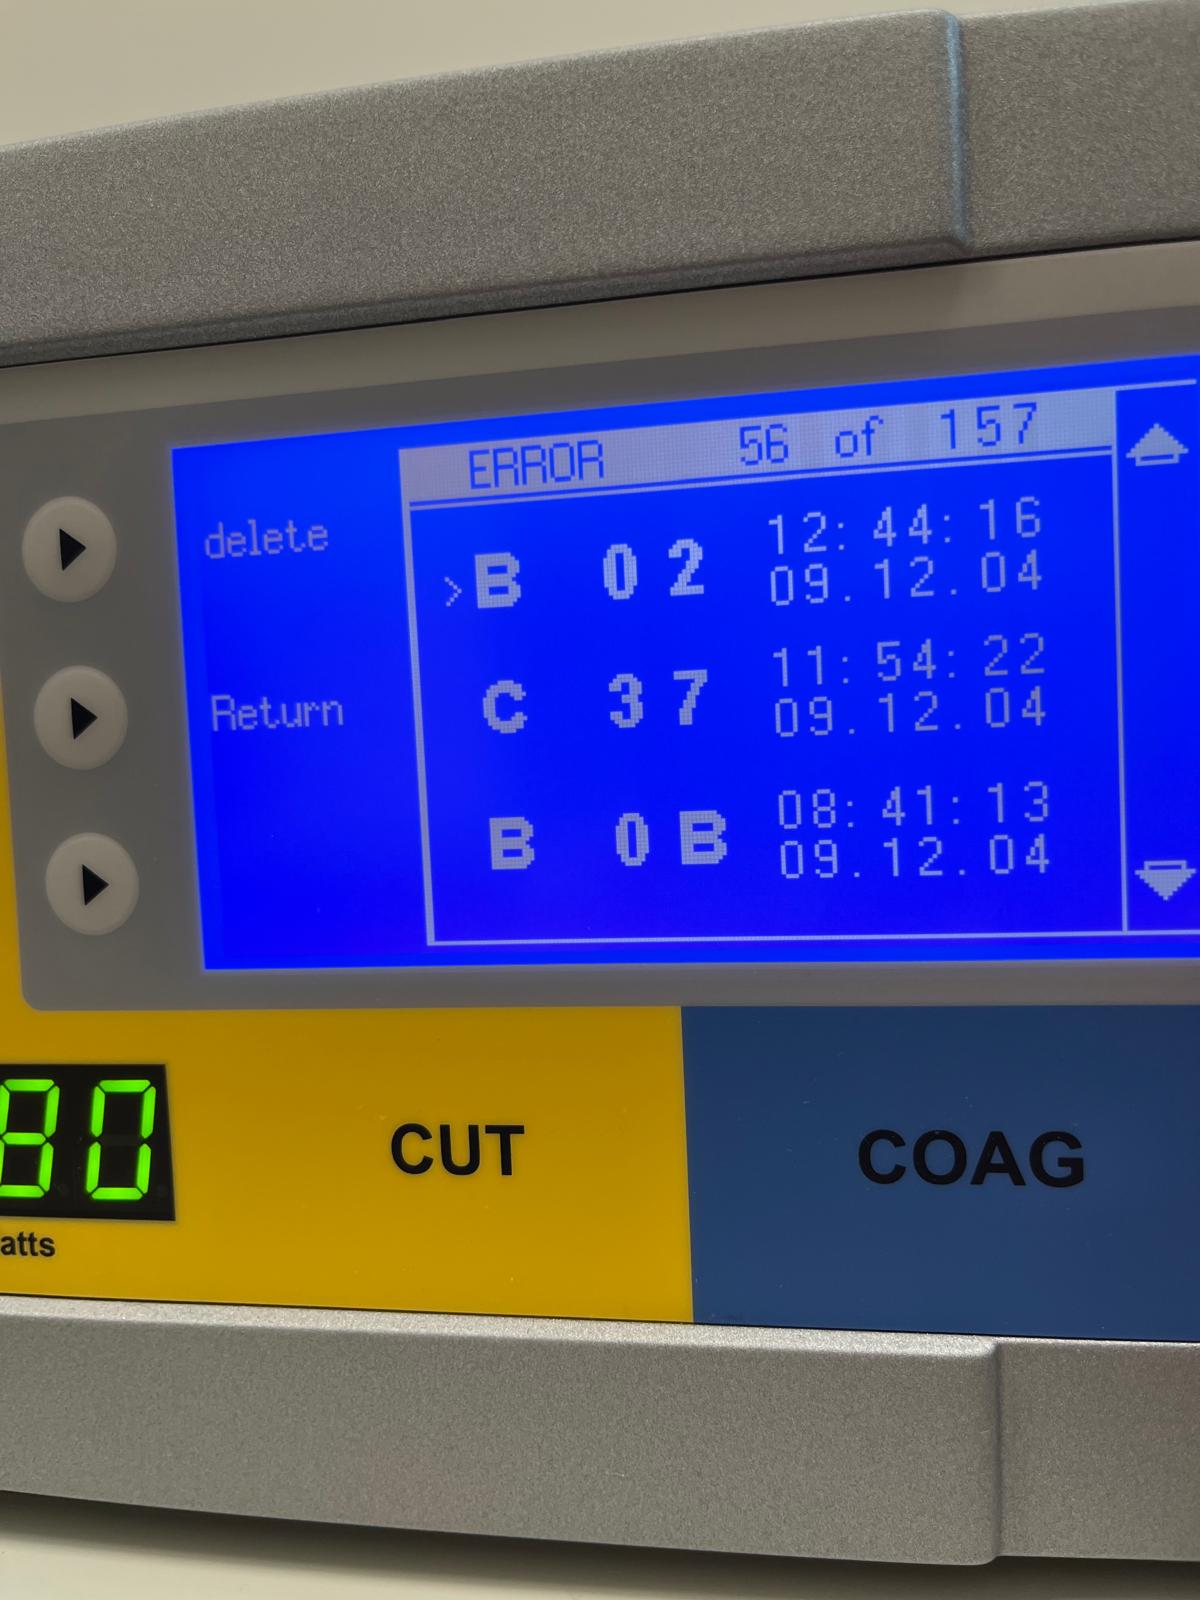 ERROR 56 of 157
delete
>B 02 12:44:16
09.12.04
Return
C 37 11:54:22
09.12.04
B 0B 08:41:13
09.12.04
80
atts
CUT
COAG